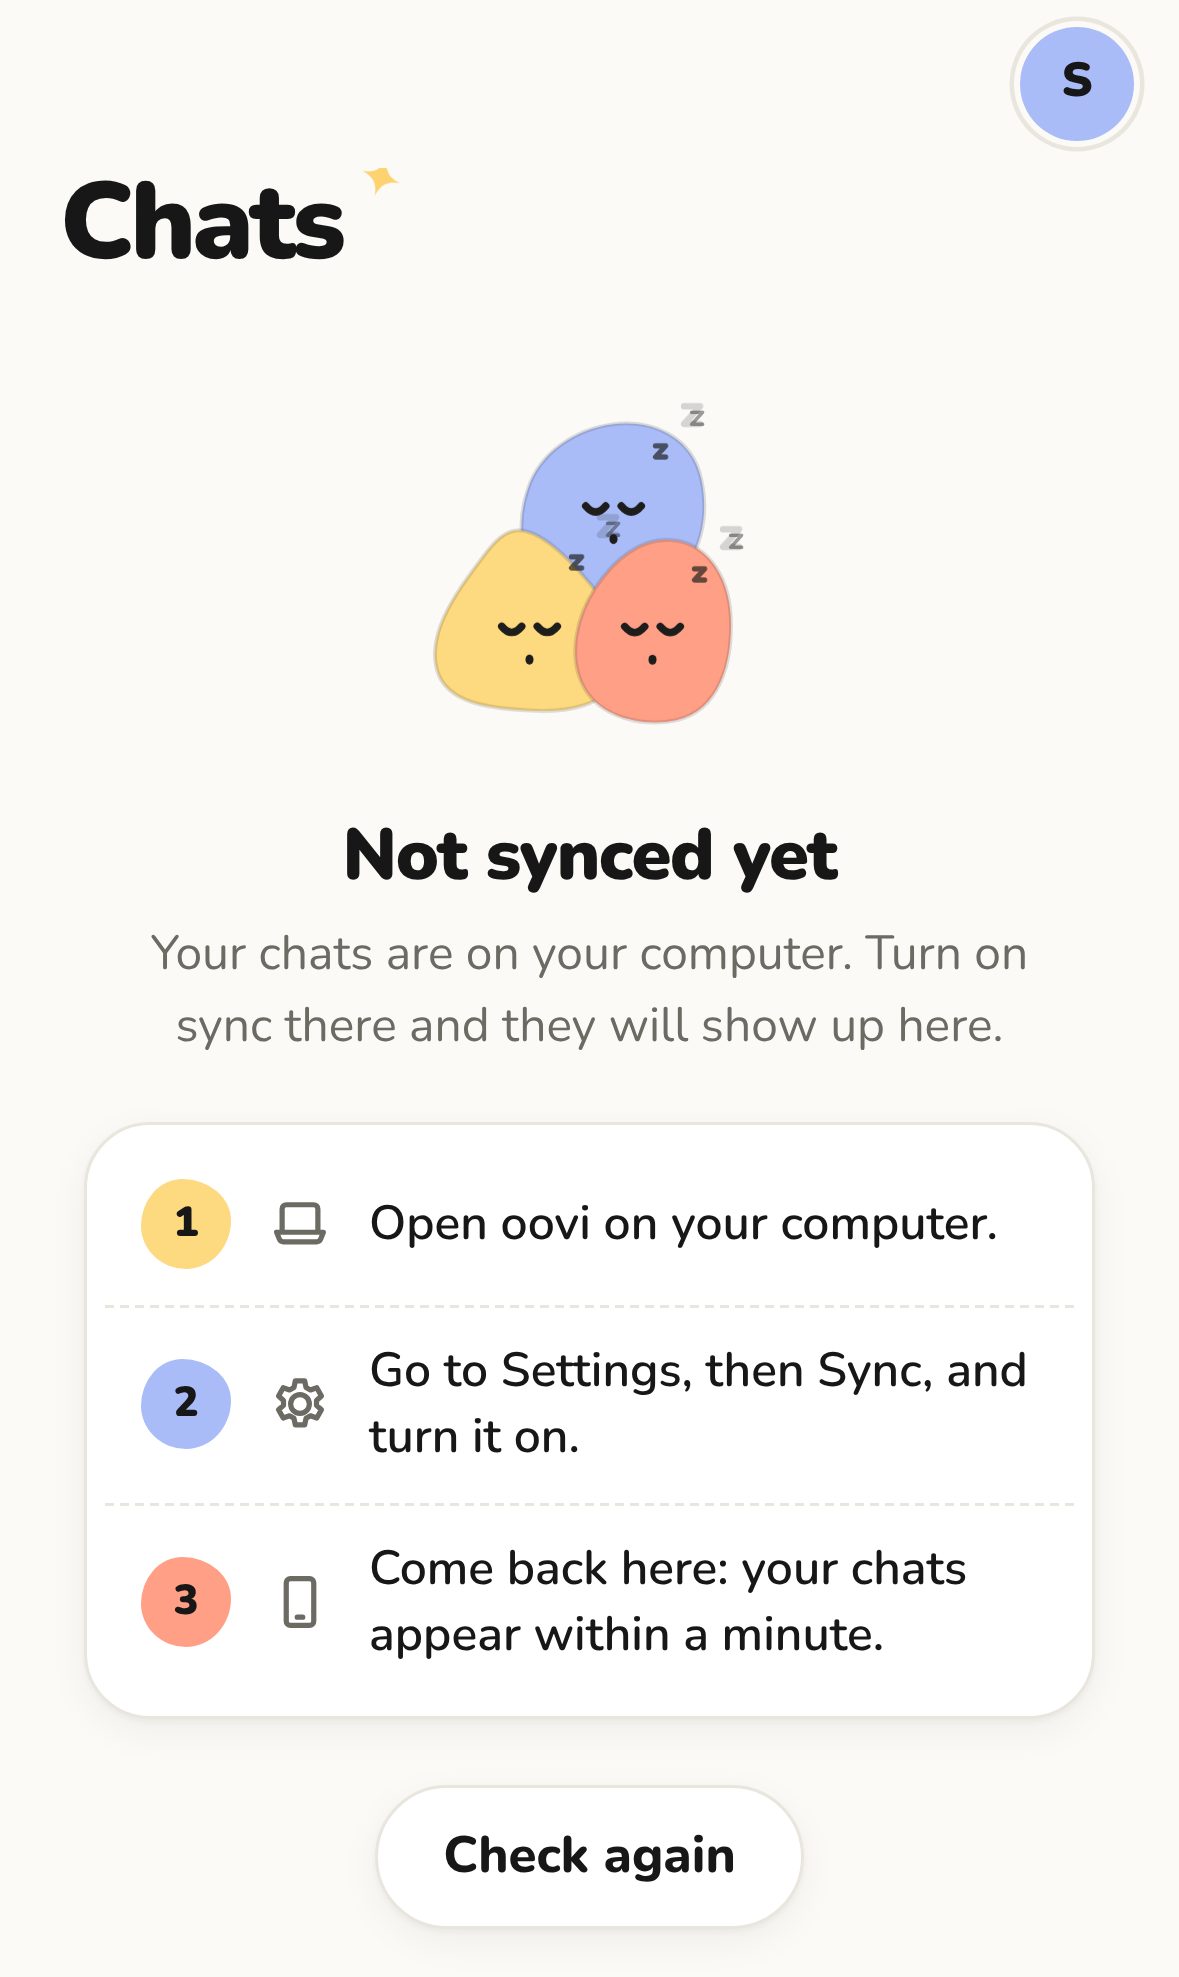 S
Chats
z
z
z
z
z
z
z
z
z
Not synced yet
Your chats are on your computer. Turn on
sync there and they will show up here.
1 Open oovi on your computer.
2 Go to Settings, then Sync, and
turn it on.
3 Come back here: your chats
appear within a minute.
Check again